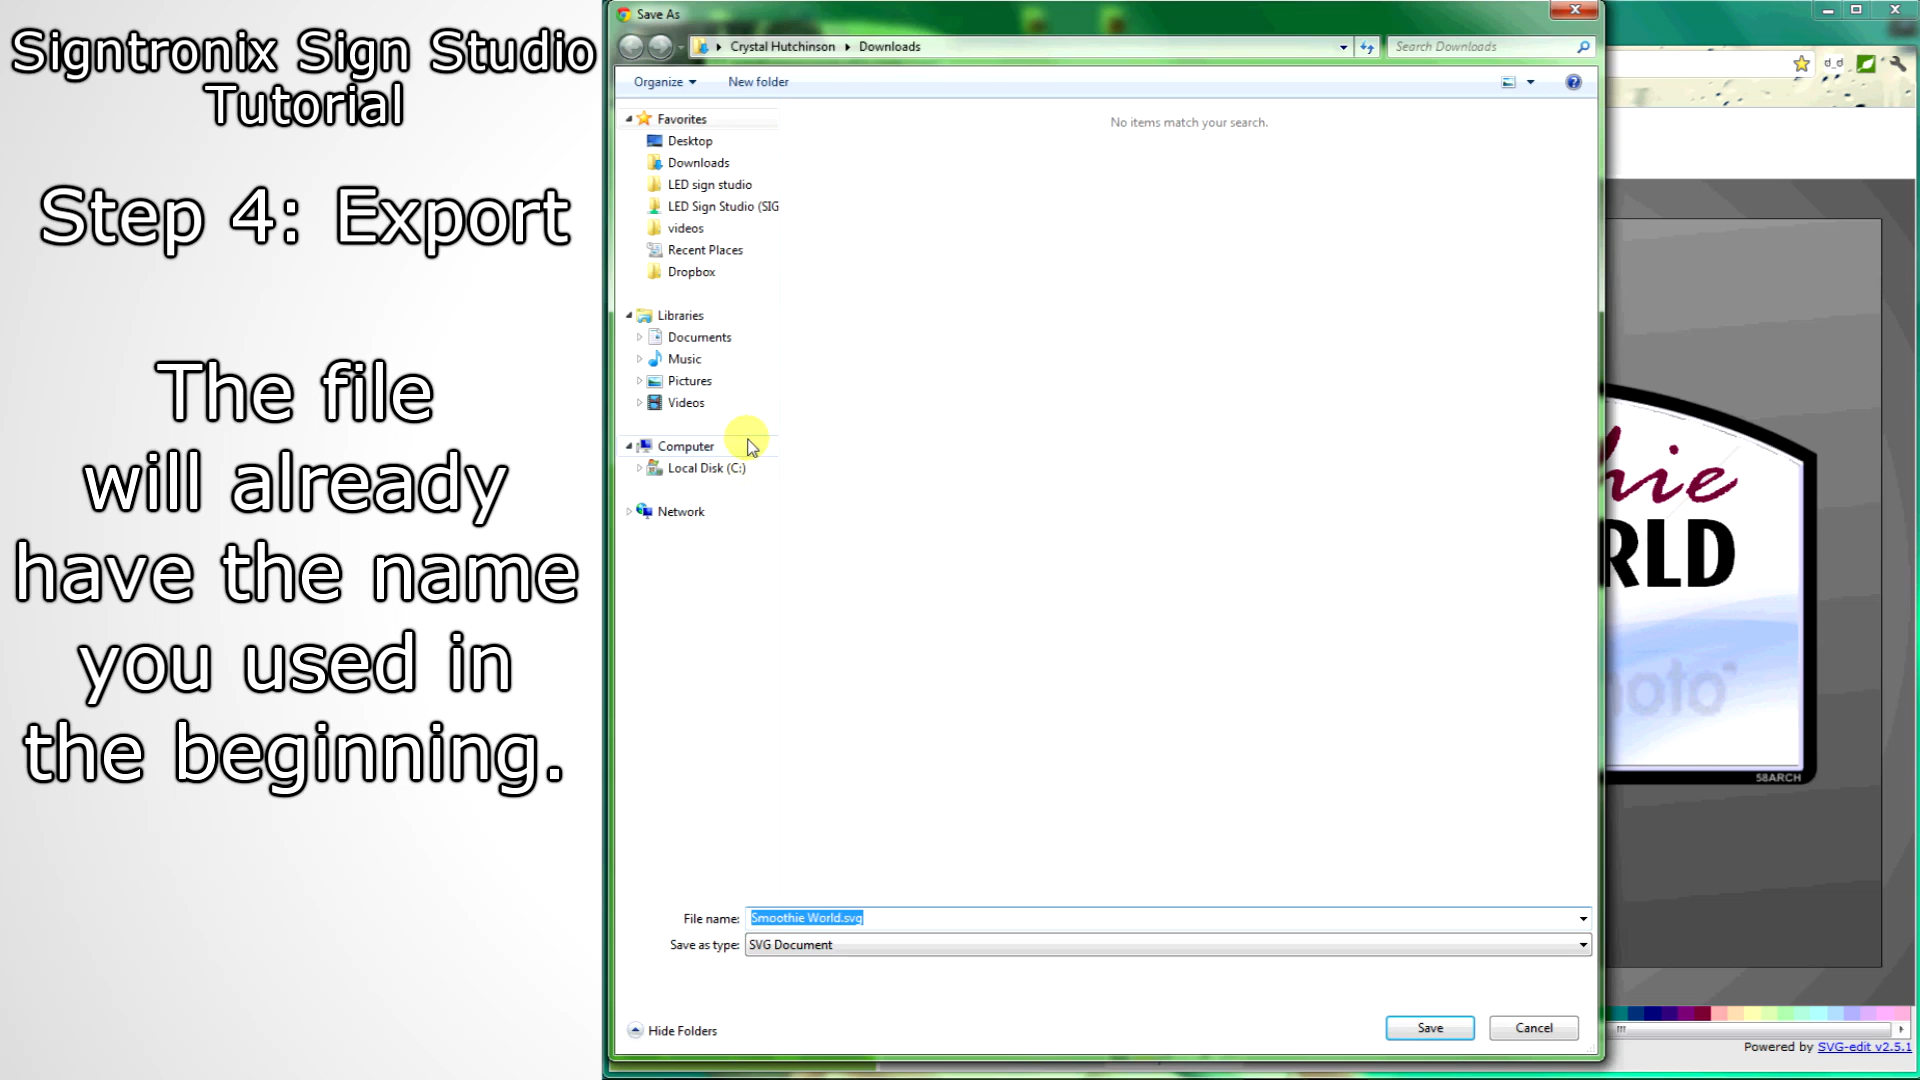 Signtronix Sign Studio
Tutorial
Step 4: Export
The file
will already
have the name
you used in
the beginning.
Save As
Crystal Hutchinson
Downloads
Search Downloads
Organize
New folder
No items match your search.
Favorites
Desktop
Downloads
LED sign studio
LED Sign Studio (SIG
videos
Recent Places
Dropbox
Libraries
Documents
Music
Pictures
Videos
Computer
Local Disk (C:)
Network
File name: Smoothie World.svg
Save as type: SVG Document
Hide Folders
Save
Cancel
d_d
hie
RLD
oto
58ARCH
Powered by SVG-edit v2.5.1